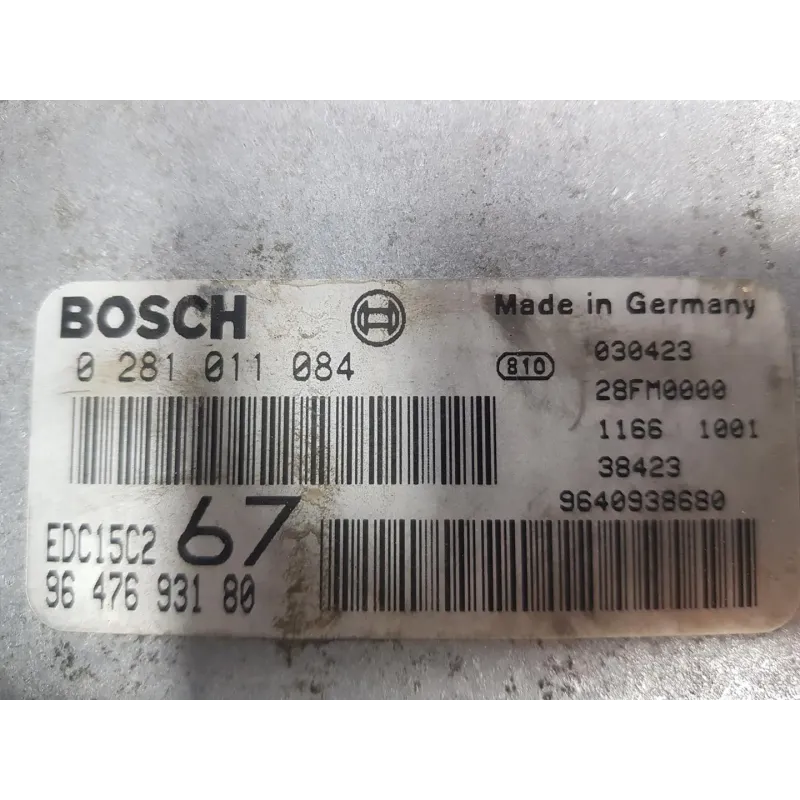 BOSCH
Made in Germany
0 281 011 084
810
030423
28FM0000
1166 1001
38423
9640938680
EDC15C2 67
96 476 931 80